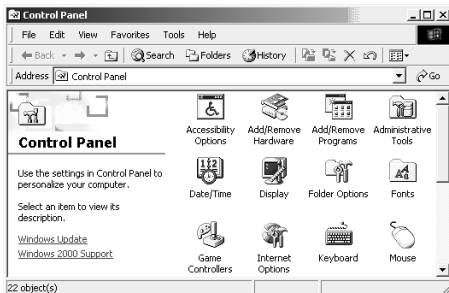 Control Panel
File Edit View Favorites Tools Help
Back Search Folders History
Address Control Panel Go
Control Panel
Use the settings in Control Panel to
personalize your computer.
Select an item to view its
description.
Windows Update
Windows 2000 Support
Accessibility
Options
Add/Remove
Hardware
Add/Remove
Programs
Administrative
Tools
Date/Time
Display
Folder Options
Fonts
Game
Controllers
Internet
Options
Keyboard
Mouse
22 object(s)